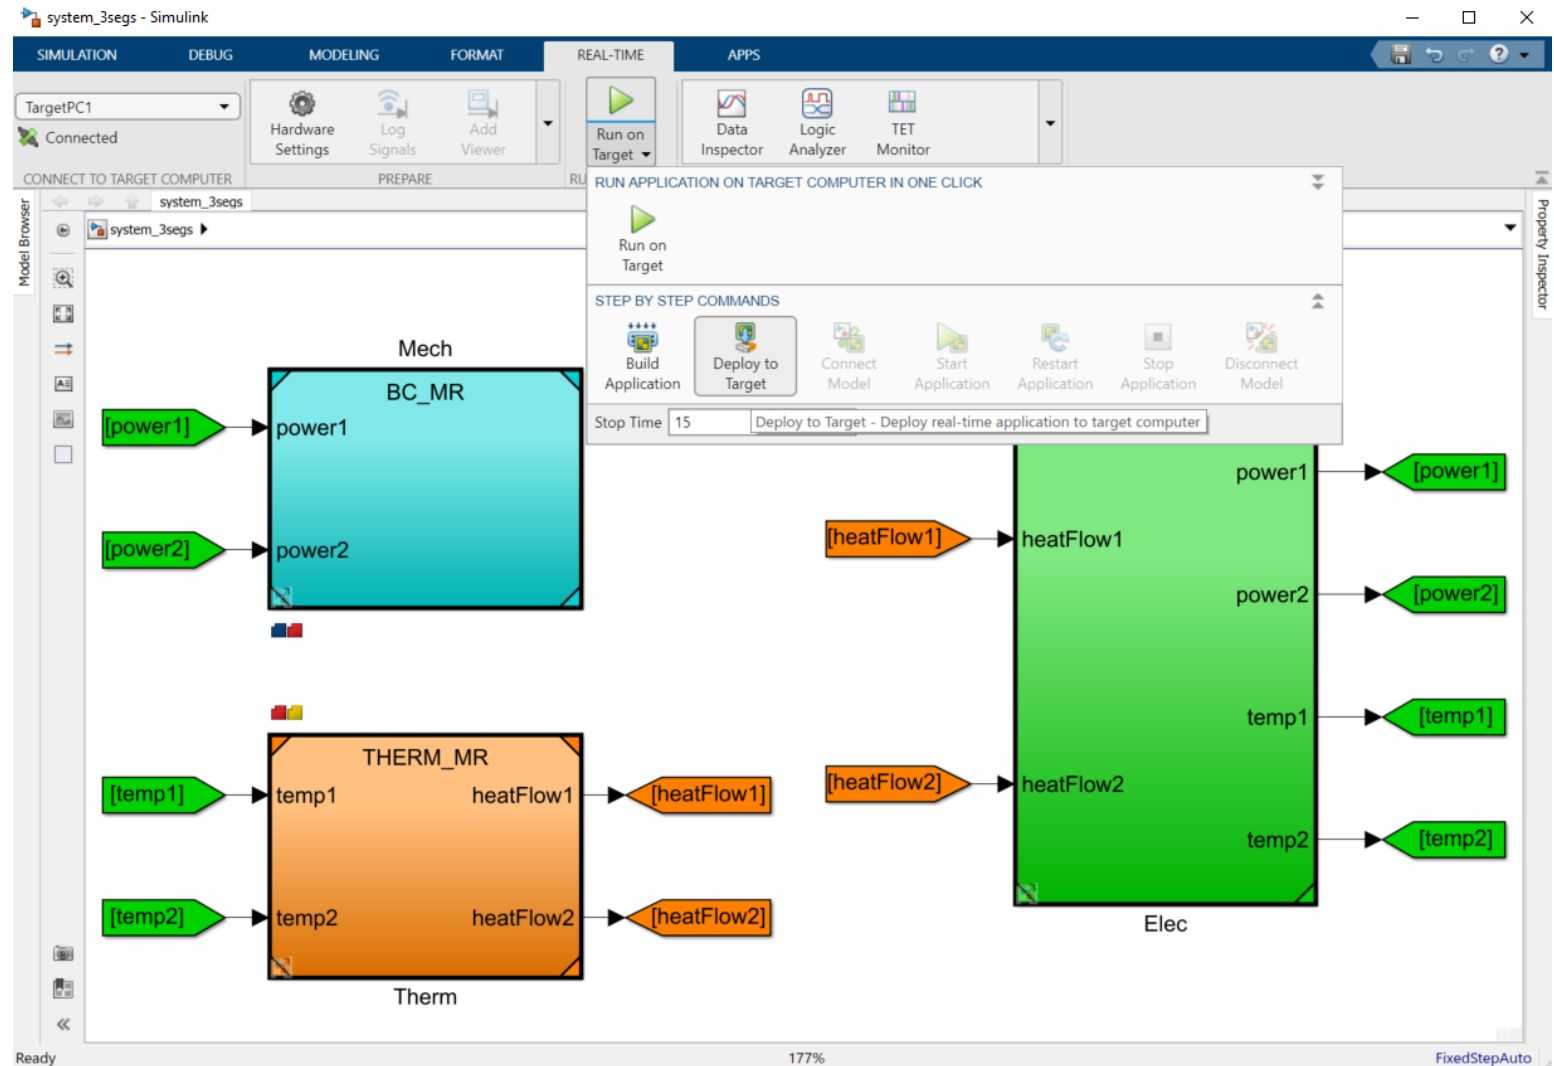 system_3segs - Simulink
SIMULATION DEBUG MODELING FORMAT REAL-TIME APPS
TargetPC1
Connected
CONNECT TO TARGET COMPUTER
Hardware Settings
Log Signals
Add Viewer
PREPARE
Run on Target
RU
Data Inspector
Logic Analyzer
TET Monitor
RUN APPLICATION ON TARGET COMPUTER IN ONE CLICK
Run on Target
STEP BY STEP COMMANDS
Build Application
Deploy to Target
Connect Model
Start Application
Restart Application
Stop Application
Disconnect Model
Stop Time 15
Deploy to Target - Deploy real-time application to target computer
Model Browser
Property Inspector
system_3segs
system_3segs
Mech
BC_MR
[power1] power1
[power2] power2
THERM_MR
[temp1] temp1 heatFlow1 [heatFlow1]
[temp2] temp2 heatFlow2 [heatFlow2]
Therm
power1 [power1]
[heatFlow1] heatFlow1
power2 [power2]
temp1 [temp1]
[heatFlow2] heatFlow2
temp2 [temp2]
Elec
Ready 177% FixedStepAuto